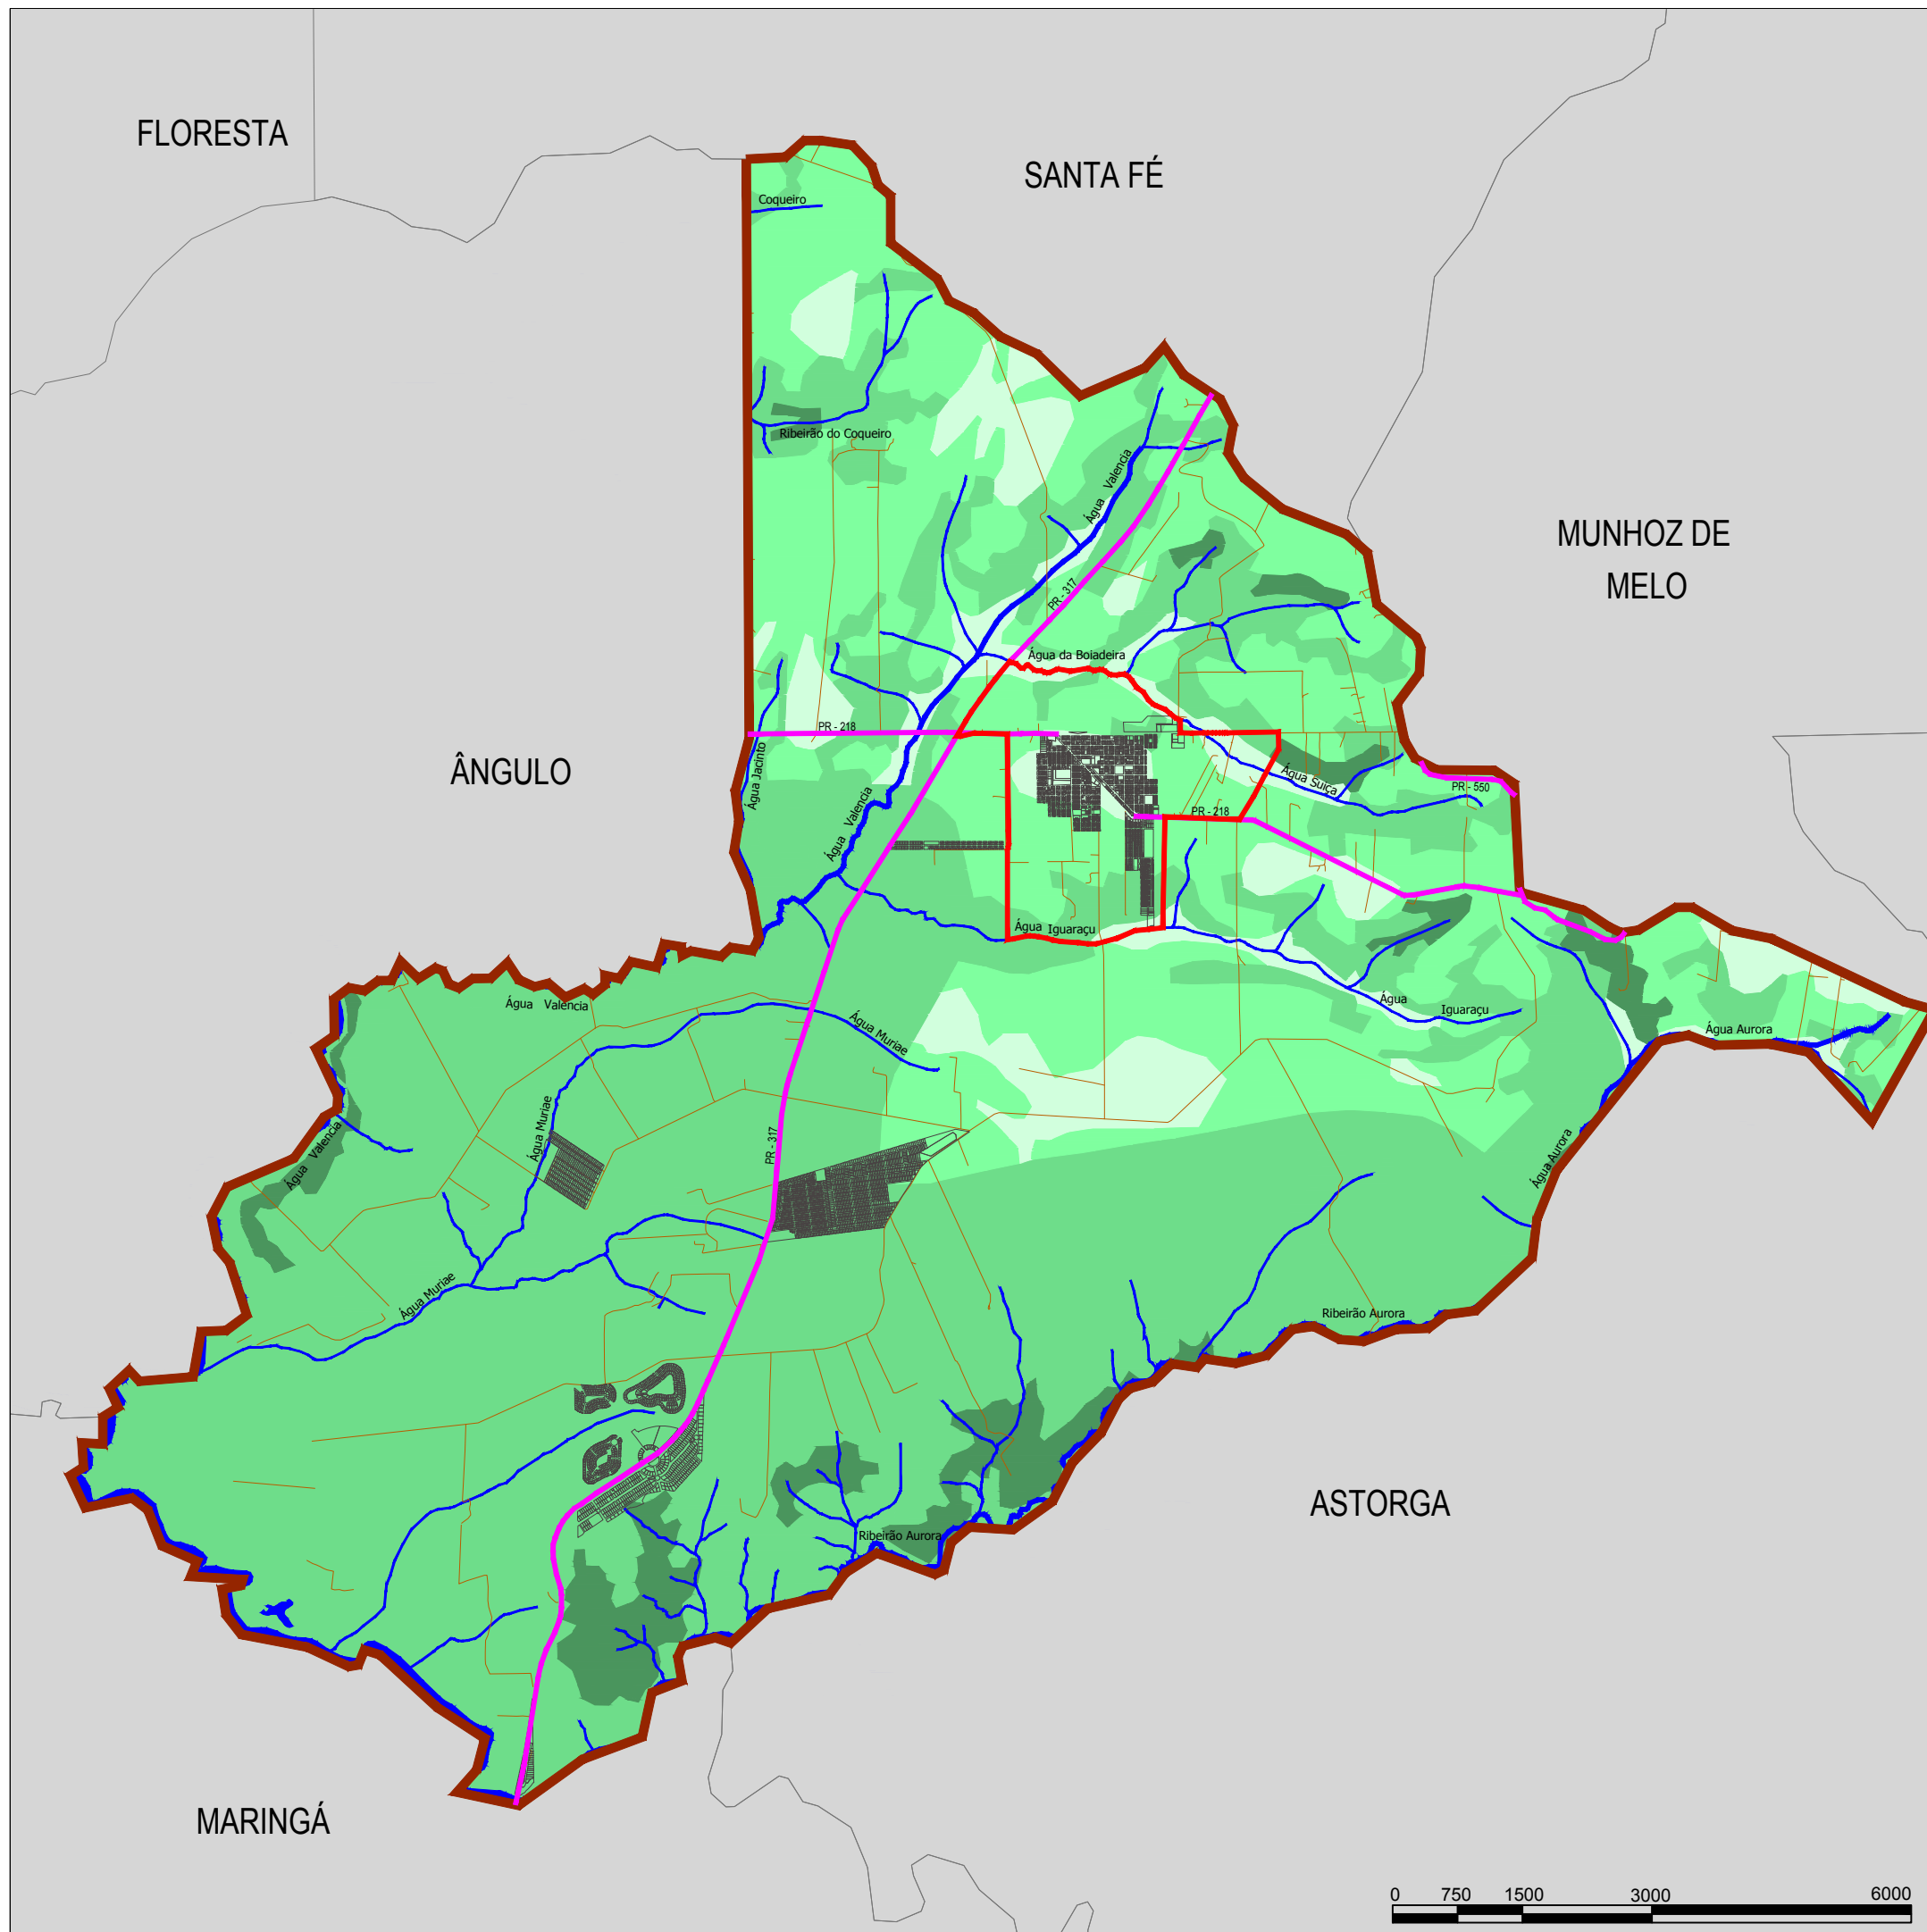 FLORESTA
SANTA FÉ
Coqueiro
Ribeirão do Coqueiro
Água Valencia
MUNHOZ DE
MELO
PR - 317
Água da Boiadeira
PR - 218
Água Jacinto
ÂNGULO
Água Suiça
PR - 550
Água Valencia
PR - 218
Água Iguaraçu
Água Valencia
Água Iguaraçu
Água Muriae
Água Aurora
Água Muriae
Água Valencia
PR - 317
Água Aurora
Água Muriae
Ribeirão Aurora
ASTORGA
Ribeirão Aurora
MARINGÁ
0 750 1500 3000 6000